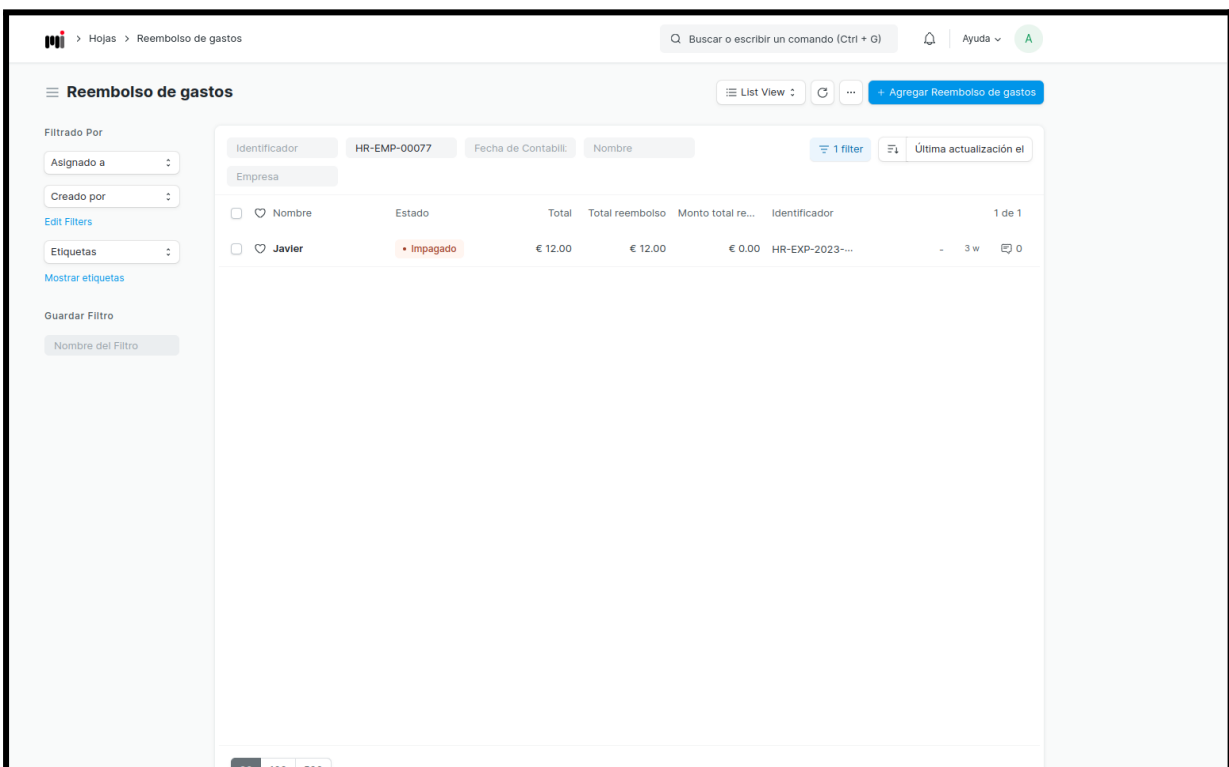 Hojas > Reembolso de gastos
Buscar o escribir un comando (Ctrl + G)
Ayuda
A
Reembolso de gastos
List View
+ Agregar Reembolso de gastos
Filtrado Por
Asignado a
Creado por
Edit Filters
Etiquetas
Mostrar etiquetas
Guardar Filtro
Nombre del Filtro
Identificador HR-EMP-00077 Fecha de Contabili: Nombre
1 filter
Última actualización el
Empresa
Nombre Estado Total Total reembolso Monto total re... Identificador 1 de 1
Javier • Impagado € 12.00 € 12.00 € 0.00 HR-EXP-2023-... - 3 w 0